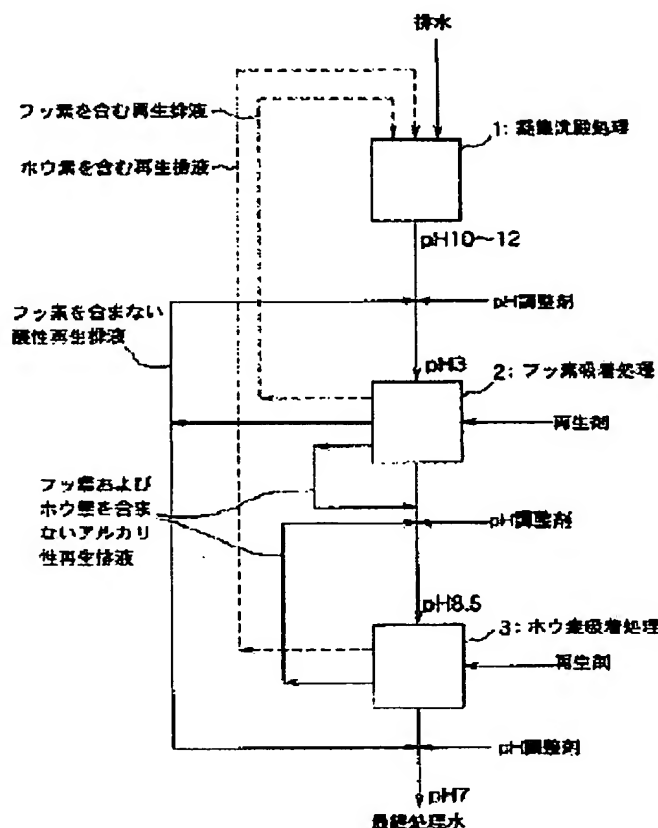 排水
フッ素を含む再生排液
1: 凝集沈殿処理
ホウ素を含む再生排液
pH10〜12
フッ素を含まない
酸性再生排液
pH調整剤
pH3
2: フッ素吸着処理
再生剤
フッ素および
ホウ素を含ま
ないアルカリ
性再生排液
pH調整剤
pH8.5
3: ホウ素吸着処理
再生剤
pH調整剤
pH7
最終処理水